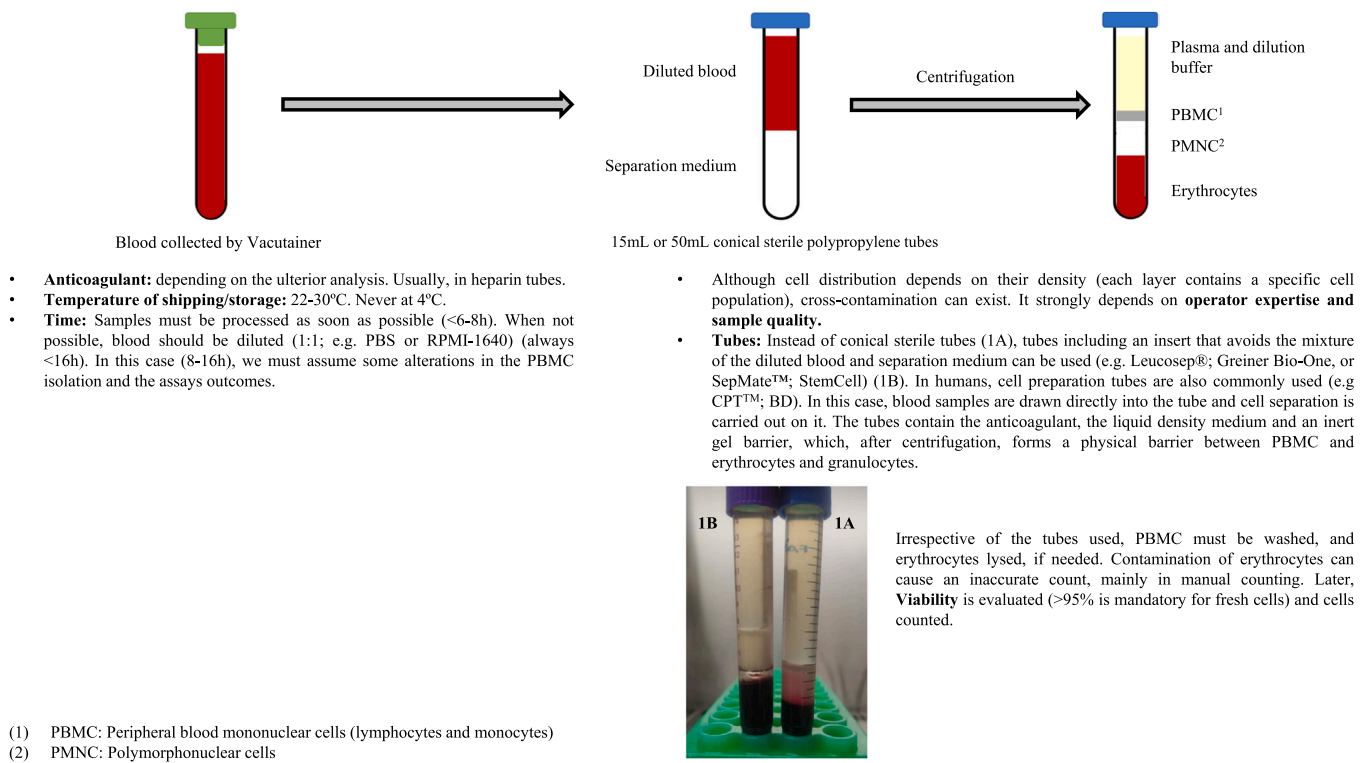 Diluted blood
Separation medium
Centrifugation
Plasma and dilution
buffer
PBMC1
PMNC2
Erythrocytes
Blood collected by Vacutainer
15mL or 50mL conical sterile polypropylene tubes
• Anticoagulant: depending on the ulterior analysis. Usually, in heparin tubes.
• Temperature of shipping/storage: 22-30ºC. Never at 4ºC.
• Time: Samples must be processed as soon as possible (<6-8h). When not
possible, blood should be diluted (1:1; e.g. PBS or RPMI-1640) (always
<16h). In this case (8-16h), we must assume some alterations in the PBMC
isolation and the assays outcomes.
• Although cell distribution depends on their density (each layer contains a specific cell
population), cross-contamination can exist. It strongly depends on operator expertise and
sample quality.
• Tubes: Instead of conical sterile tubes (1A), tubes including an insert that avoids the mixture
of the diluted blood and separation medium can be used (e.g. Leucosep®; Greiner Bio-One, or
SepMate™; StemCell) (1B). In humans, cell preparation tubes are also commonly used (e.g
CPTTM; BD). In this case, blood samples are drawn directly into the tube and cell separation is
carried out on it. The tubes contain the anticoagulant, the liquid density medium and an inert
gel barrier, which, after centrifugation, forms a physical barrier between PBMC and
erythrocytes and granulocytes.
1B
1A
Irrespective of the tubes used, PBMC must be washed, and
erythrocytes lysed, if needed. Contamination of erythrocytes can
cause an inaccurate count, mainly in manual counting. Later,
Viability is evaluated (>95% is mandatory for fresh cells) and cells
counted.
(1) PBMC: Peripheral blood mononuclear cells (lymphocytes and monocytes)
(2) PMNC: Polymorphonuclear cells